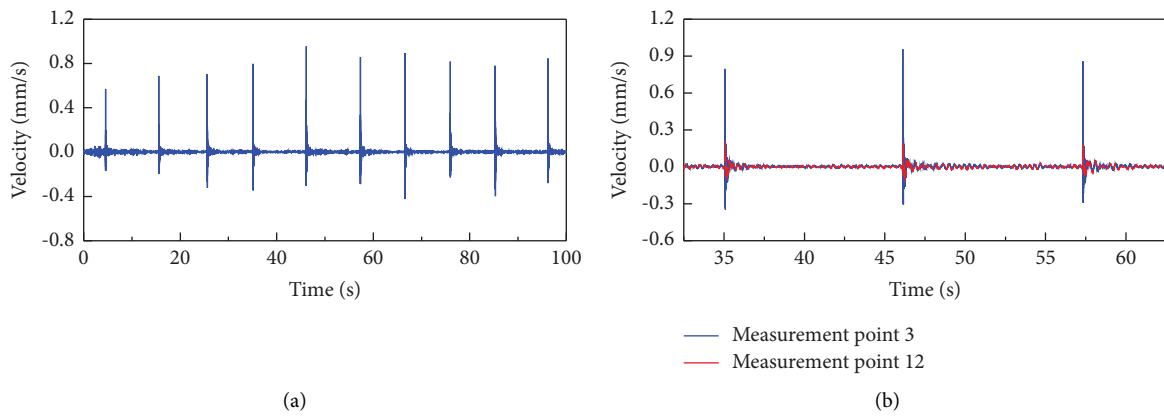 1.2
0.8
0.4
0.0
-0.4
-0.8
Velocity (mm/s)
0 20 40 60 80 100
Time (s)
(a)
1.2
0.9
0.6
0.3
0.0
-0.3
-0.6
Velocity (mm/s)
35 40 45 50 55 60
Time (s)
Measurement point 3
Measurement point 12
(b)